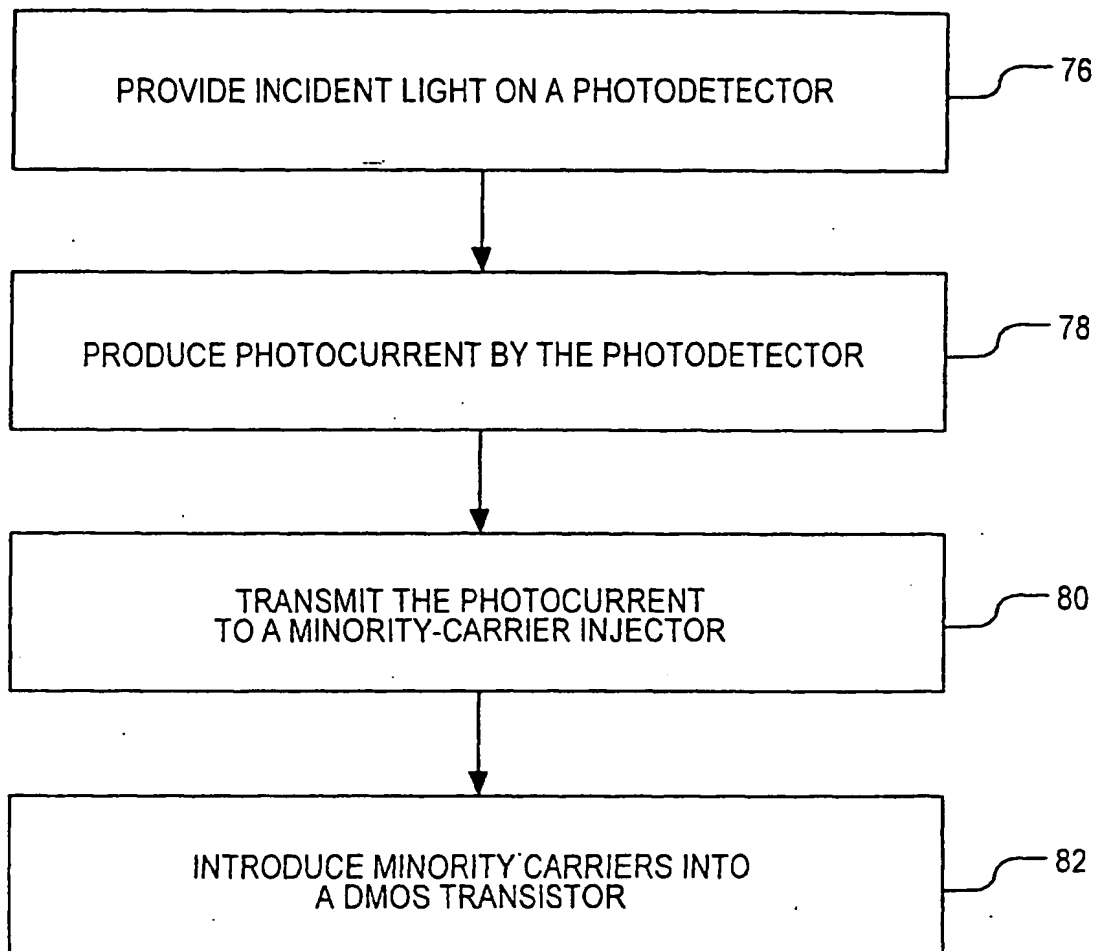 PROVIDE INCIDENT LIGHT ON A PHOTODETECTOR
76
PRODUCE PHOTOCURRENT BY THE PHOTODETECTOR
78
TRANSMIT THE PHOTOCURRENT
TO A MINORITY-CARRIER INJECTOR
80
INTRODUCE MINORITY CARRIERS INTO
A DMOS TRANSISTOR
82